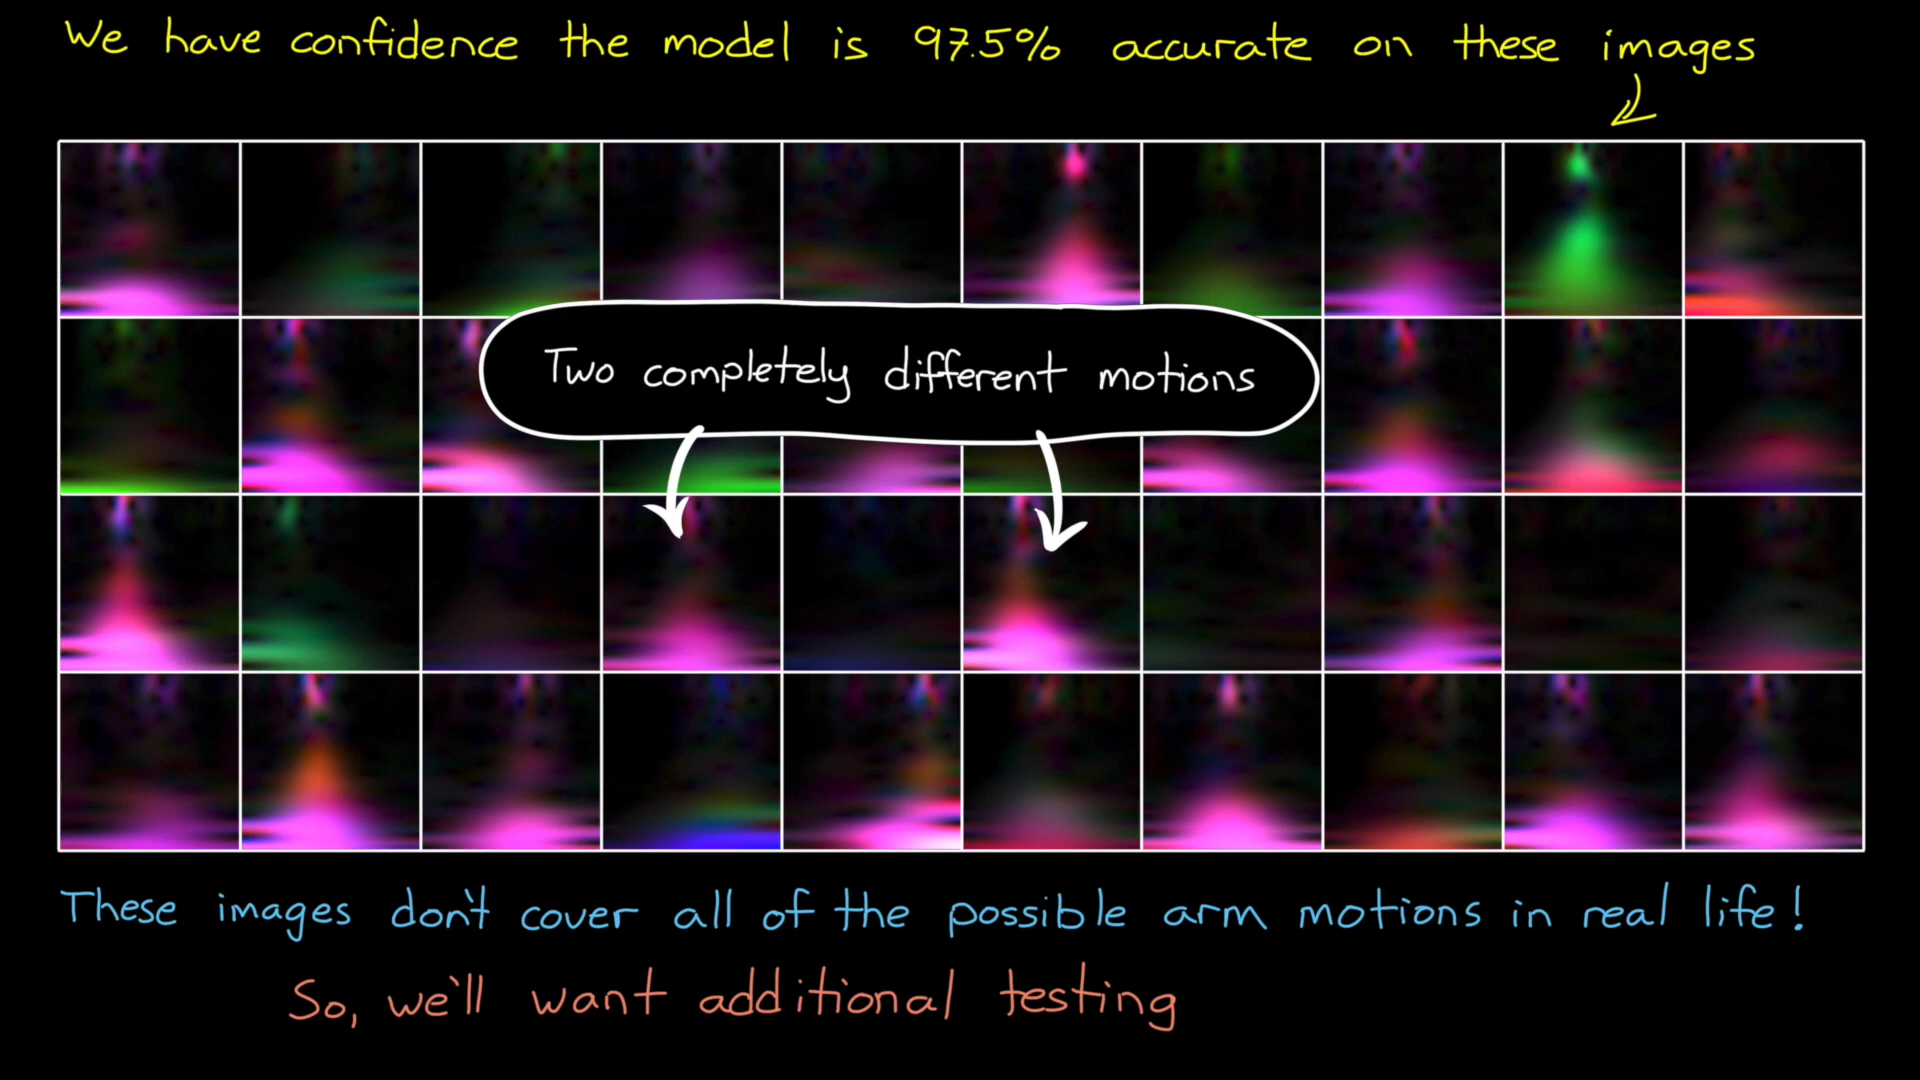 We have confidence the model is 97.5% accurate on these images
Two completely different motions
These images don't cover all of the possible arm motions in real life!
So, we'll want additional testing